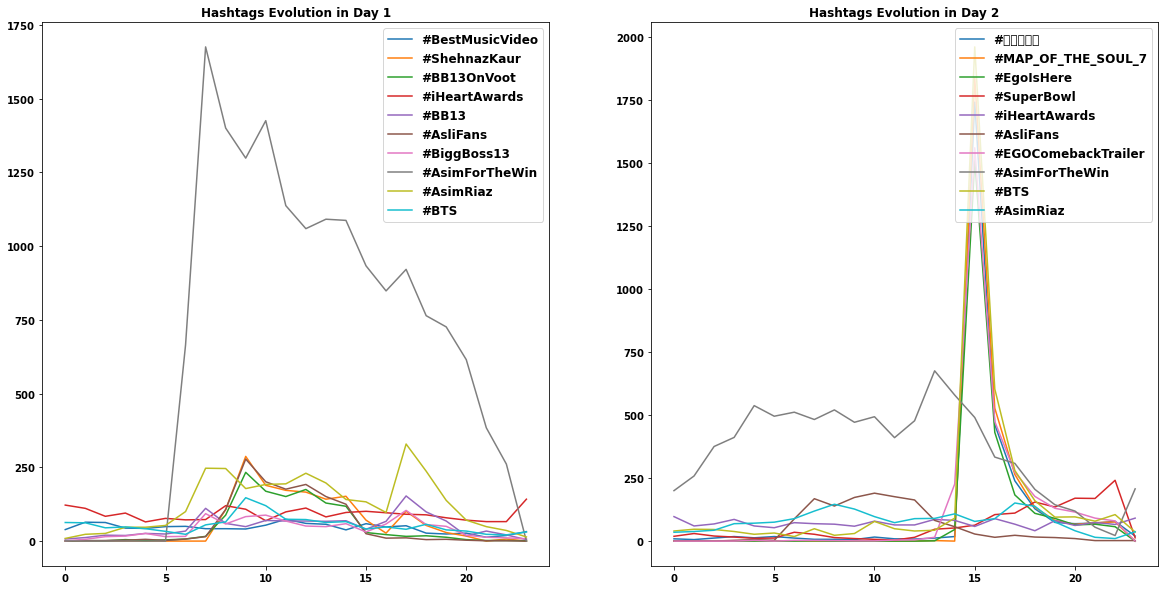 Hashtags Evolution in Day 1
1750
1500
1250
1000
750
500
250
0
0 5 10 15 20
#BestMusicVideo
#ShehnazKaur
#BB13OnVoot
#iHeartAwards
#BB13
#AsliFans
#BiggBoss13
#AsimForTheWin
#AsimRiaz
#BTS
Hashtags Evolution in Day 2
2000
1750
1500
1250
1000
750
500
250
0
0 5 10 15 20
#▯▯▯▯▯
#MAP_OF_THE_SOUL_7
#EgoIsHere
#SuperBowl
#iHeartAwards
#AsliFans
#EGOComebackTrailer
#AsimForTheWin
#BTS
#AsimRiaz